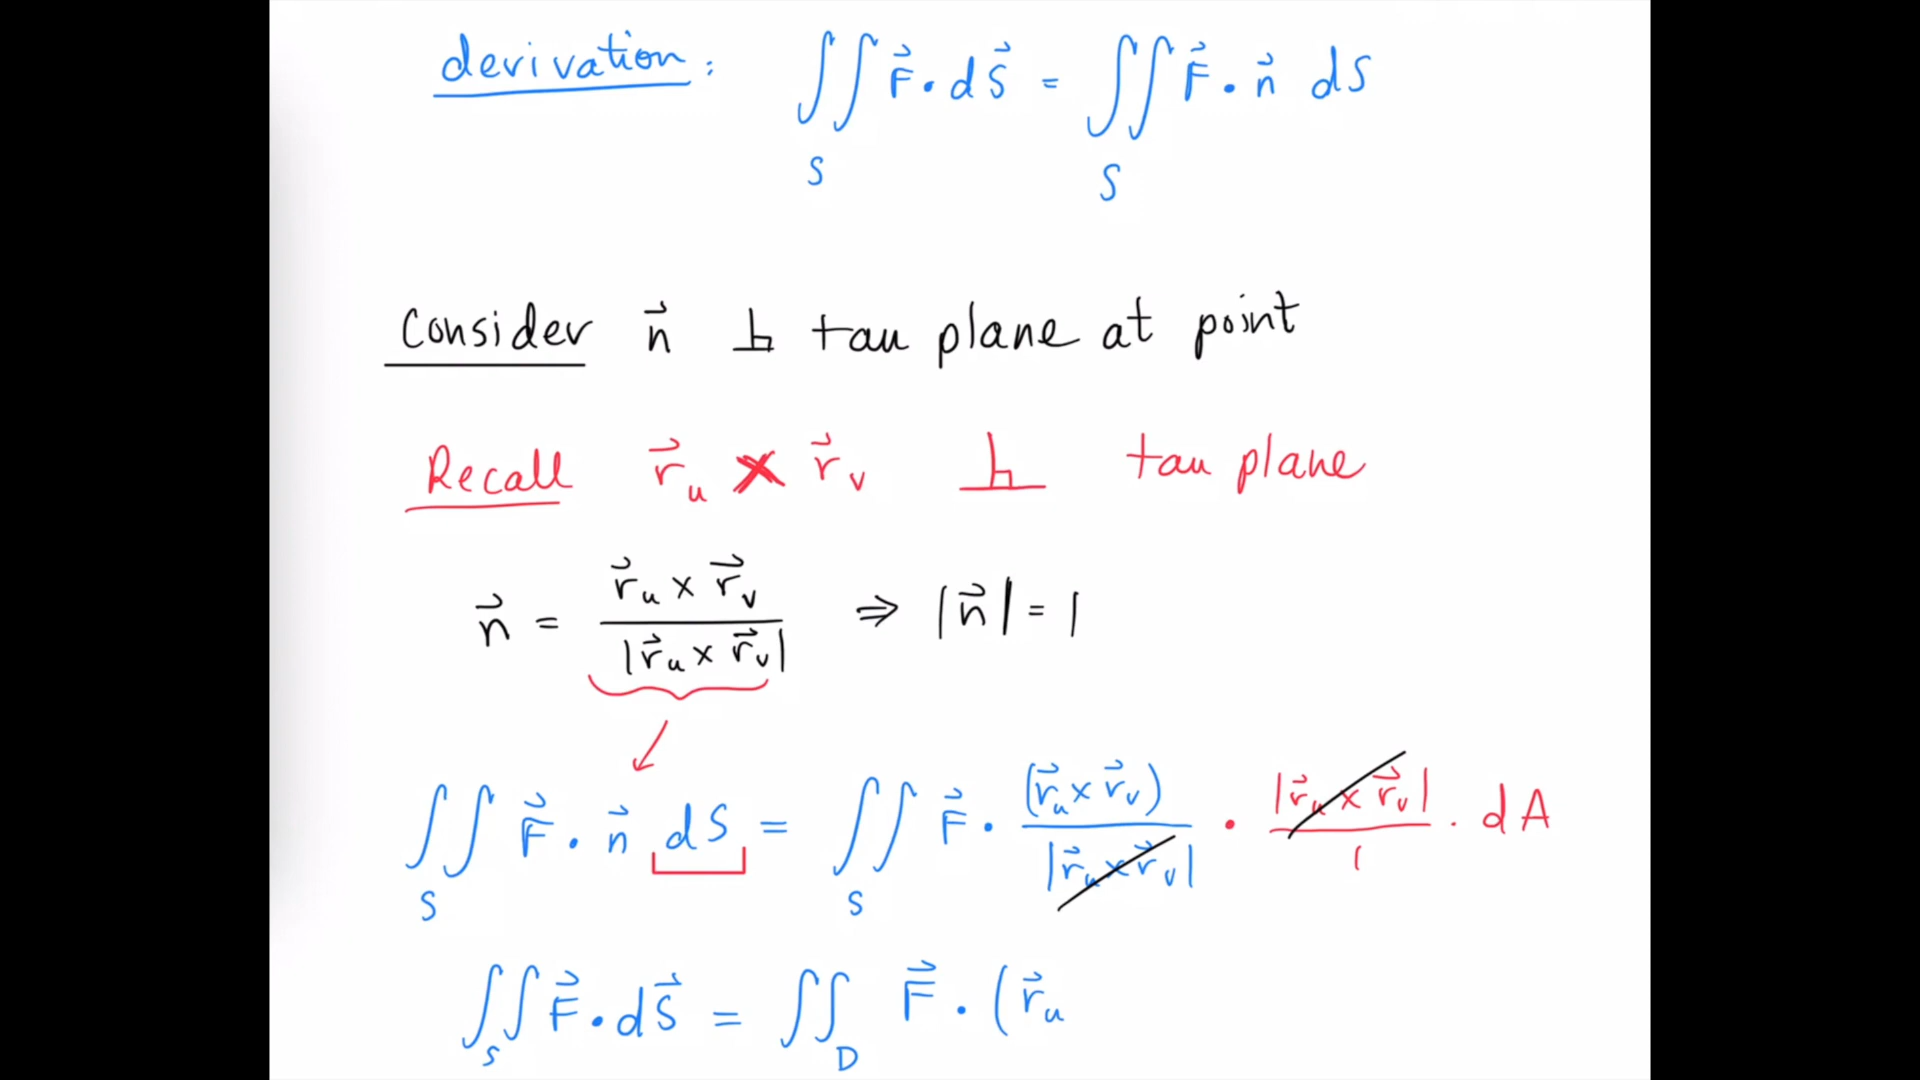 derivation: ∬_S F⃗ · dS⃗ = ∬_S F⃗ · n⃗ dS
Consider n⃗ ⊥ tan plane at point
Recall r⃗_u × r⃗_v ⊥ tan plane
n⃗ = (r⃗_u × r⃗_v) / |r⃗_u × r⃗_v| ⇒ |n⃗| = 1
∬_S F⃗ · n⃗ dS = ∬_S F⃗ · (r⃗_u × r⃗_v) / |r⃗_u × r⃗_v| · |r⃗_u × r⃗_v| / 1 · dA
∬_S F⃗ · dS⃗ = ∬_D F⃗ · (r⃗_u